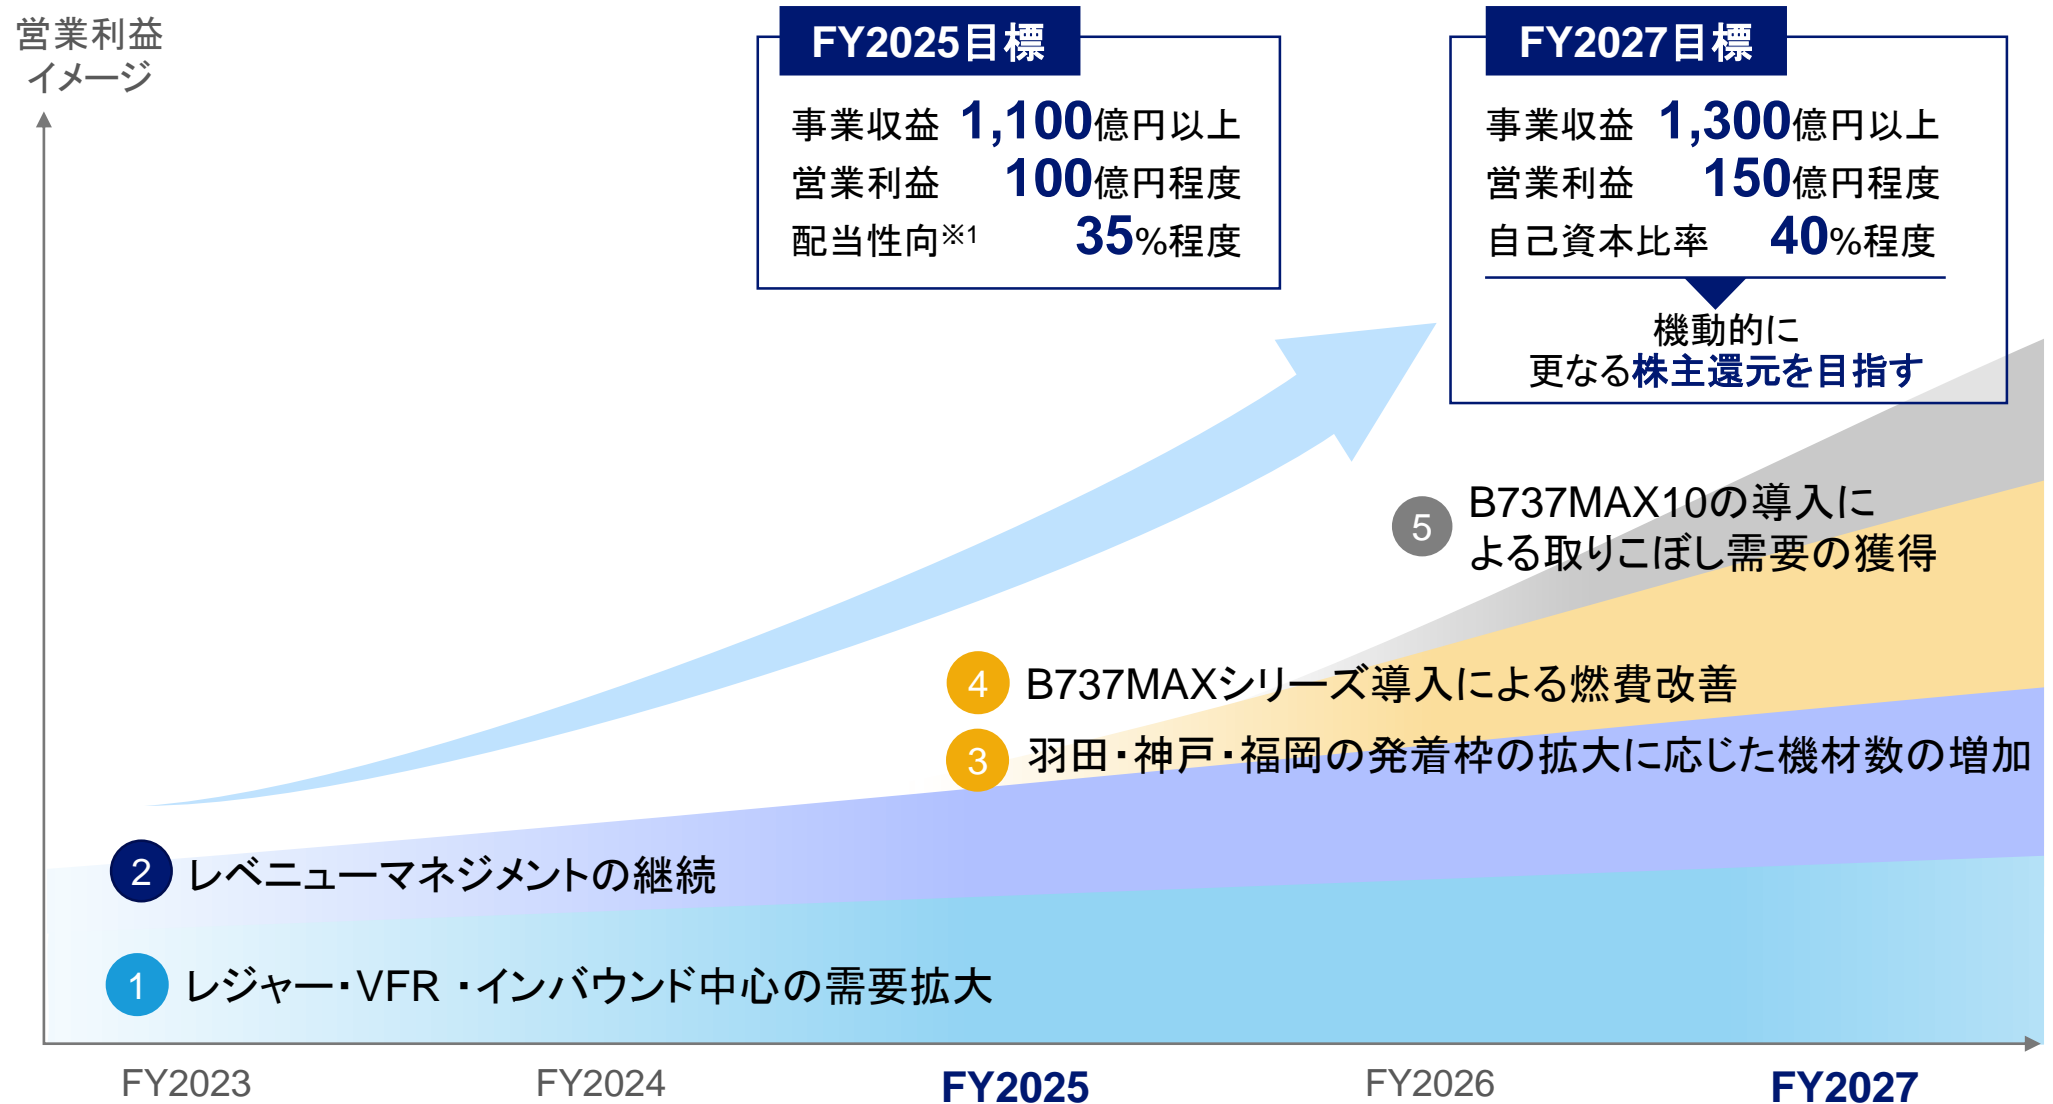 営業利益
イメージ
FY2025目標
事業収益 1,100億円以上
営業利益 100億円程度
配当性向※1 35%程度
FY2027目標
事業収益 1,300億円以上
営業利益 150億円程度
自己資本比率 40%程度
機動的に
更なる株主還元を目指す
5 B737MAX10の導入に
よる取りこぼし需要の獲得
4 B737MAXシリーズ導入による燃費改善
3 羽田・神戸・福岡の発着枠の拡大に応じた機材数の増加
2 レベニューマネジメントの継続
1 レジャー・VFR ・インバウンド中心の需要拡大
FY2023 FY2024 FY2025 FY2026 FY2027